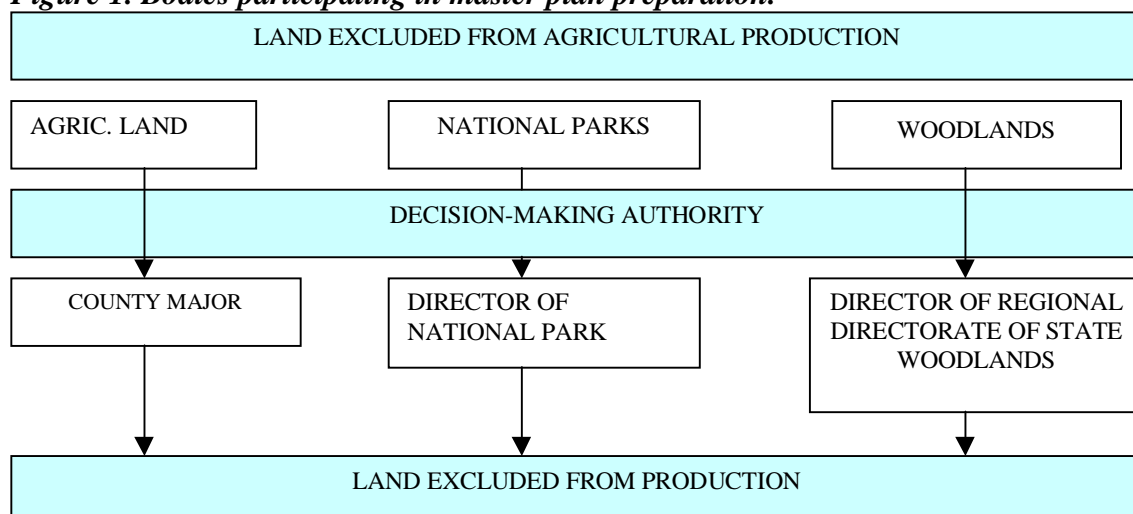 Figure 1. Bodies participating in master plan preparation.
LAND EXCLUDED FROM AGRICULTURAL PRODUCTION
AGRIC. LAND
NATIONAL PARKS
WOODLANDS
DECISION-MAKING AUTHORITY
COUNTY MAJOR
DIRECTOR OF
NATIONAL PARK
DIRECTOR OF REGIONAL
DIRECTORATE OF STATE
WOODLANDS
LAND EXCLUDED FROM PRODUCTION